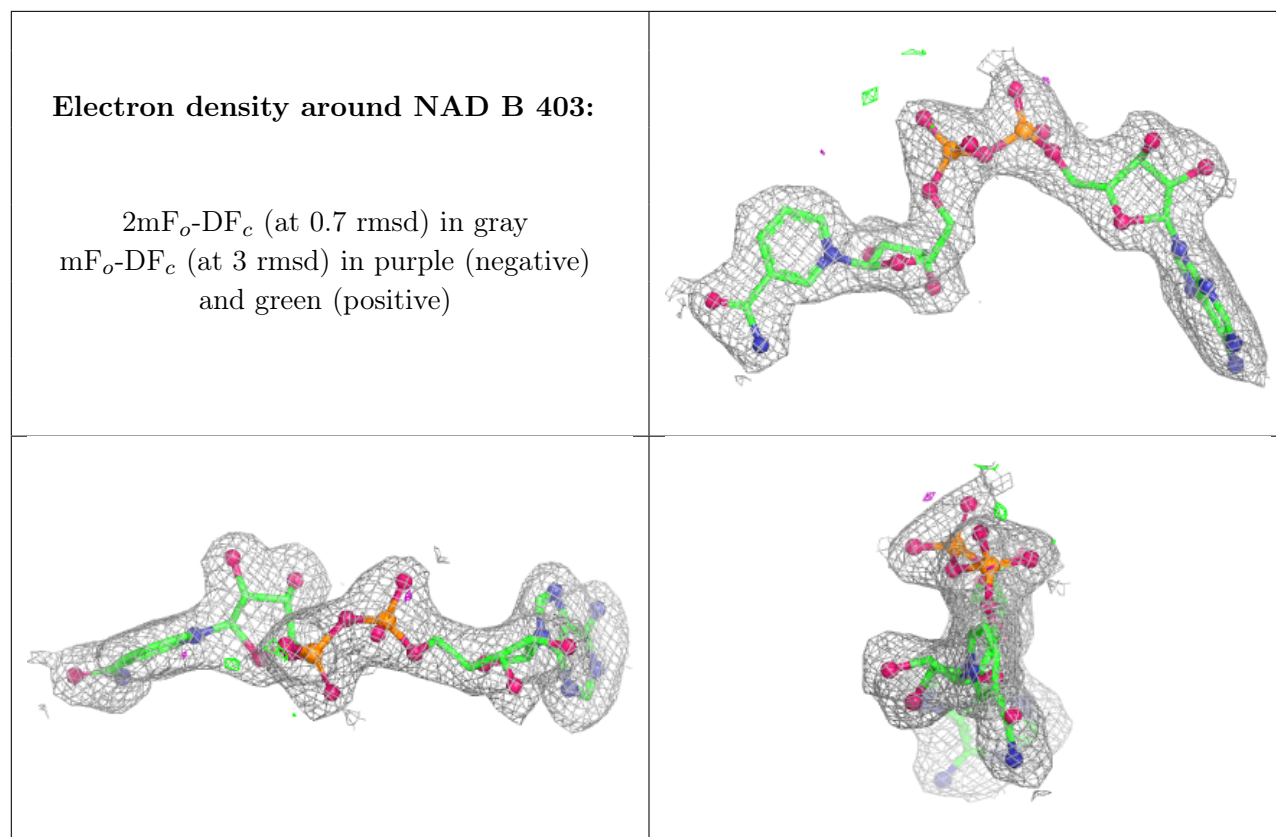 Electron density around NAD B 403:
2mFo-DFc (at 0.7 rmsd) in gray
mFo-DFc (at 3 rmsd) in purple (negative)
and green (positive)